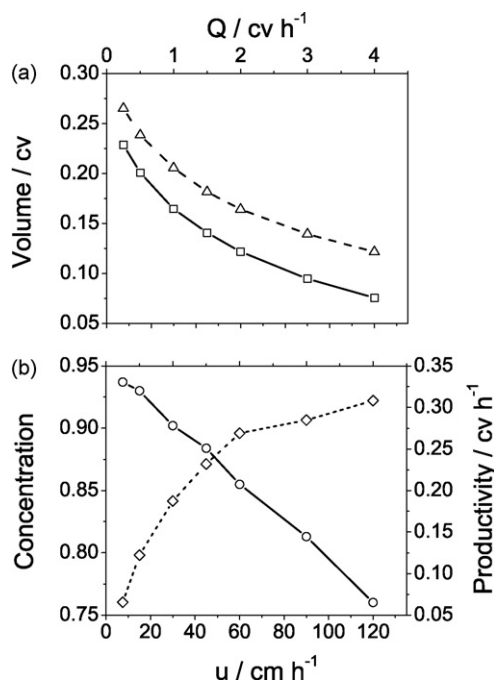 Q / cv h⁻¹
0 1 2 3 4
(a)
0.30
0.25
0.20
0.15
0.10
0.05
Volume / cv
(b)
0.95
0.90
0.85
0.80
0.75
Concentration
0.35
0.30
0.25
0.20
0.15
0.10
0.05
Productivity / cv h⁻¹
0 20 40 60 80 100 120
u / cm h⁻¹